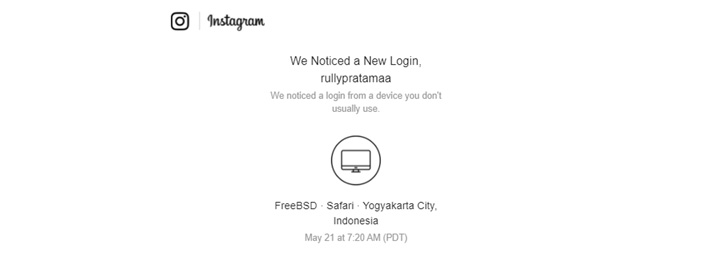 Instagram
We Noticed a New Login,
rullypratamaa
We noticed a login from a device you don't
usually use.
FreeBSD · Safari · Yogyakarta City,
Indonesia
May 21 at 7:20 AM (PDT)